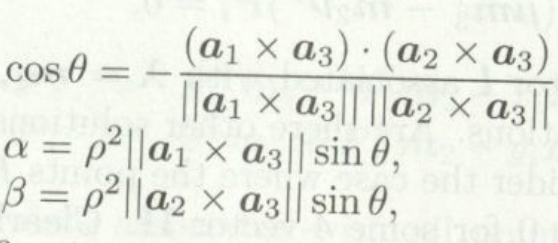 cos θ = − (a₁ × a₃) · (a₂ × a₃) / ||a₁ × a₃|| ||a₂ × a₃||
α = ρ²||a₁ × a₃|| sin θ,
β = ρ²||a₂ × a₃|| sin θ,